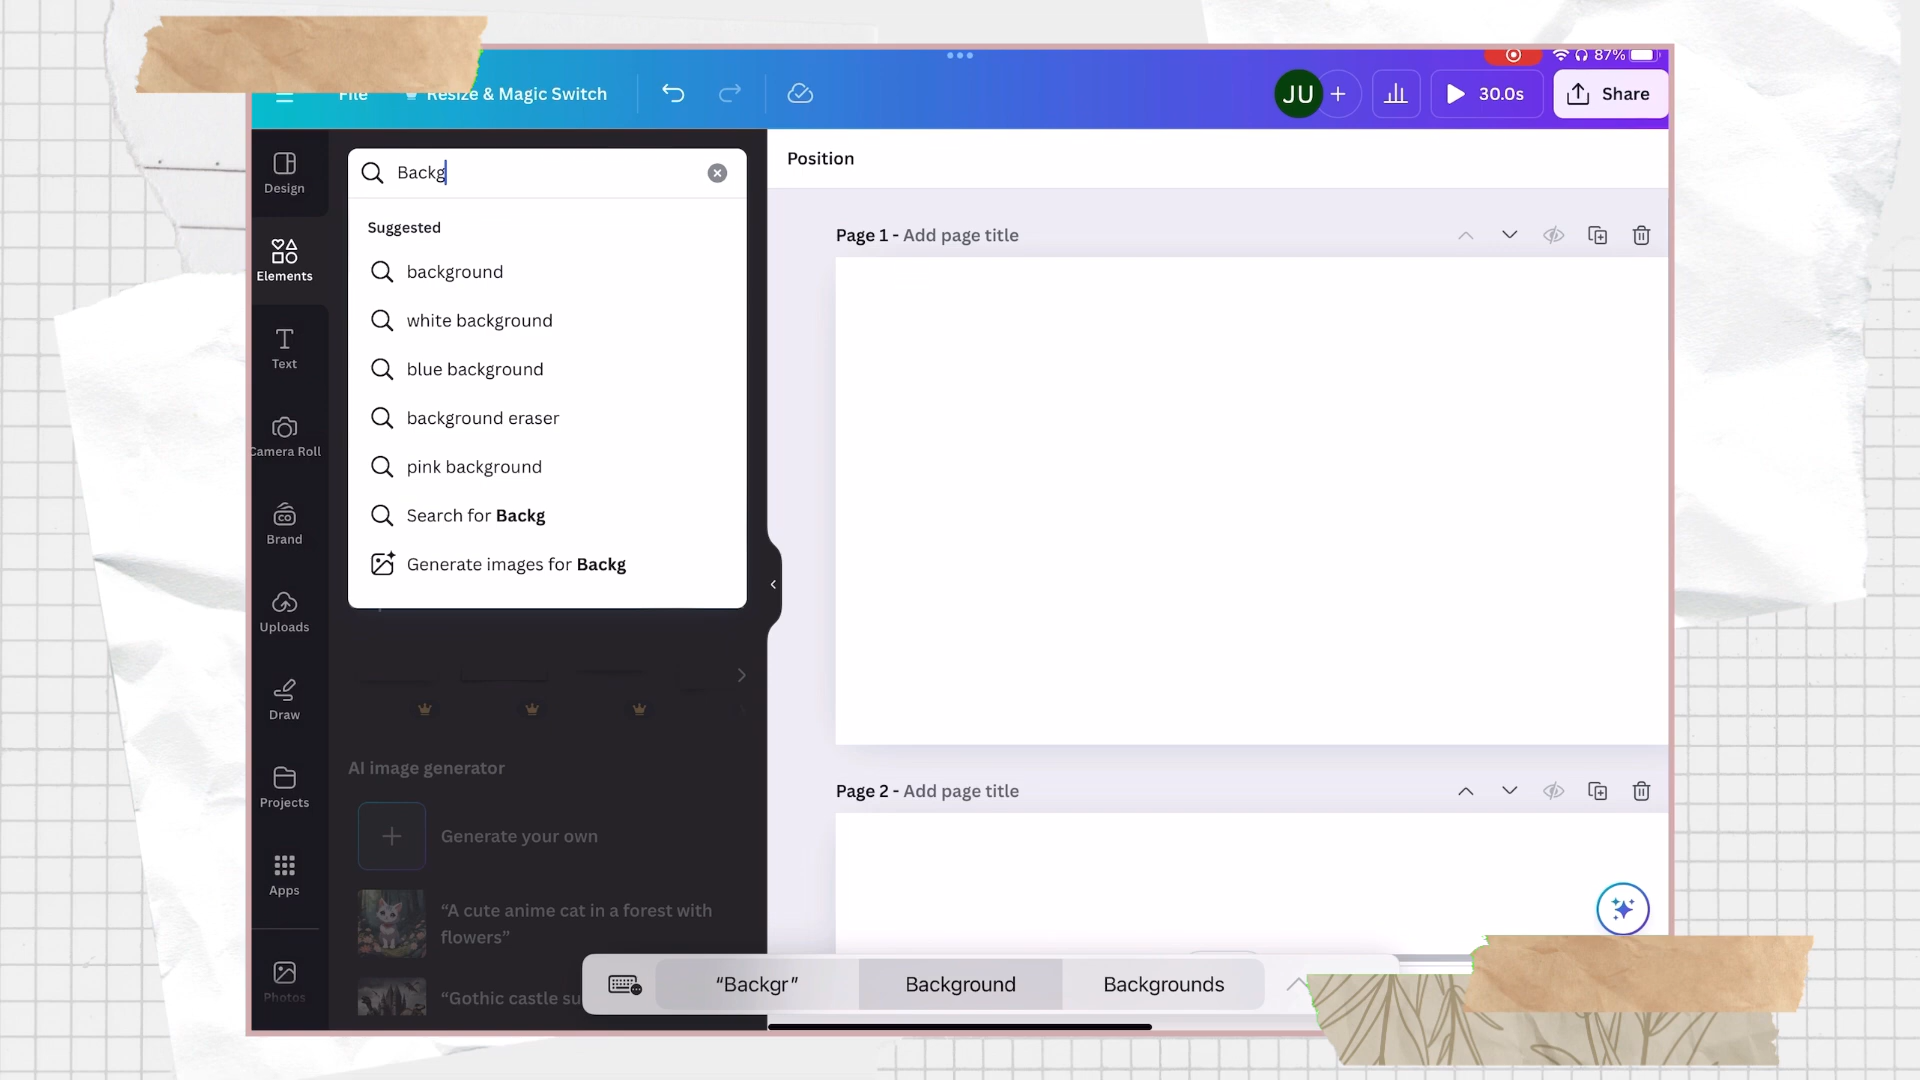 87%
File
Resize & Magic Switch
JU
30.0s
Share
Design
Elements
Text
Camera Roll
Brand
Uploads
Draw
Projects
Apps
Photos
Backg
Suggested
background
white background
blue background
background eraser
pink background
Search for Backg
Generate images for Backg
AI image generator
Generate your own
“A cute anime cat in a forest with
flowers”
“Gothic castle su
Position
Page 1 - Add page title
Page 2 - Add page title
“Backgr”
Background
Backgrounds